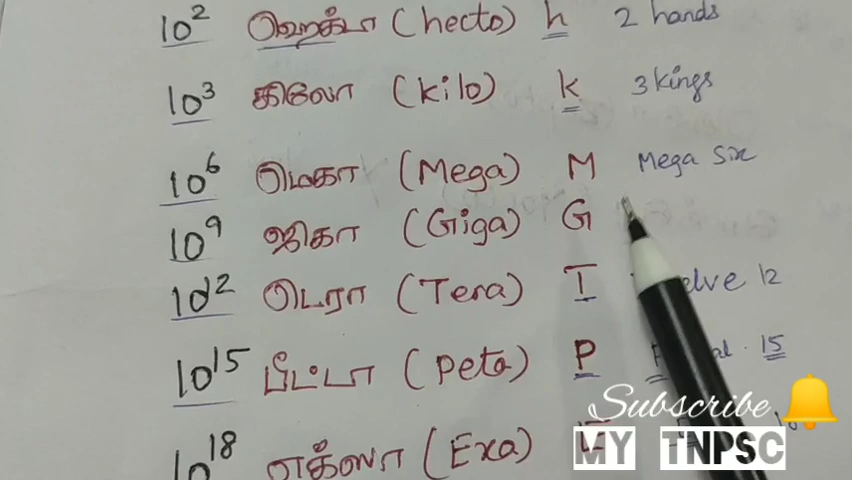 10² ஹெக்டா (hecto) h 2 hands
10³ கிலோ (kilo) k 3 kings
10⁶ மெகா (Mega) M Mega Six
10⁹ ஜிகா (Giga) G
10¹² டெரா (Tera) T 12
10¹⁵ பீட்டா (peta) P 15
10¹⁸ எக்ஸா (Exa)
Subscribe
MY TNPSC